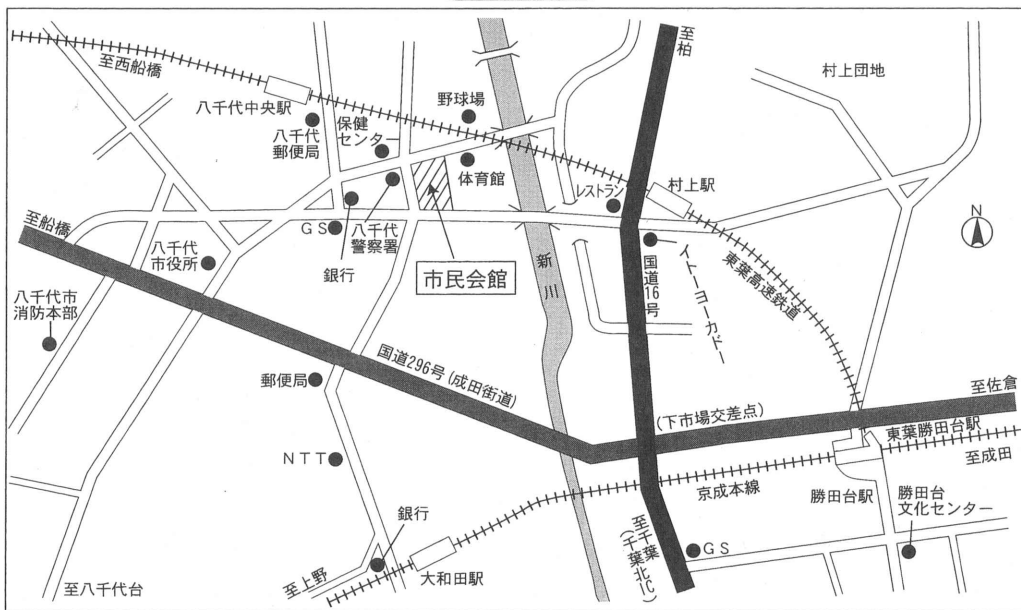 至西船橋
八千代中央駅
八千代
郵便局
保健
センター
野球場
体育館
至柏
村上団地
レストラン
村上駅
N
至船橋
GS
八千代
警察署
銀行
市民会館
新川
国道16号
イトーヨーカドー
東葉高速鉄道
八千代
市役所
八千代市
消防本部
国道296号(成田街道)
郵便局
(下市場交差点)
至佐倉
東葉勝田台駅
至成田
NTT
京成本線
勝田台駅
勝田台
文化センター
銀行
至上野
大和田駅
至千葉
(千葉北IC)
GS
至八千代台